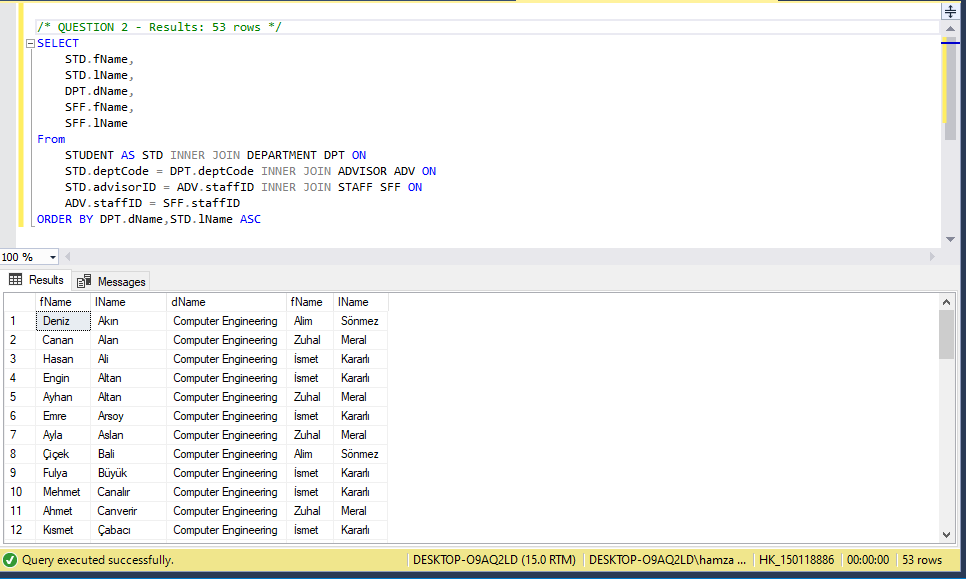 /* QUESTION 2 - Results: 53 rows */
SELECT
STD.fName,
STD.lName,
DPT.dName,
SFF.fName,
SFF.lName
From
STUDENT AS STD INNER JOIN DEPARTMENT DPT ON
STD.deptCode = DPT.deptCode INNER JOIN ADVISOR ADV ON
STD.advisorID = ADV.staffID INNER JOIN STAFF SFF ON
ADV.staffID = SFF.staffID
ORDER BY DPT.dName,STD.lName ASC
100 %
Results Messages
fName lName dName fName lName
1 Deniz Akın Computer Engineering Alim Sönmez
2 Canan Alan Computer Engineering Zuhal Meral
3 Hasan Ali Computer Engineering İsmet Kararlı
4 Engin Altan Computer Engineering İsmet Kararlı
5 Ayhan Altan Computer Engineering Zuhal Meral
6 Emre Arsoy Computer Engineering İsmet Kararlı
7 Ayla Aslan Computer Engineering Zuhal Meral
8 Çiçek Bali Computer Engineering Alim Sönmez
9 Fulya Büyük Computer Engineering İsmet Kararlı
10 Mehmet Canalır Computer Engineering İsmet Kararlı
11 Ahmet Canverir Computer Engineering Zuhal Meral
12 Kısmet Çabacı Computer Engineering İsmet Kararlı
Query executed successfully. DESKTOP-O9AQ2LD (15.0 RTM) DESKTOP-O9AQ2LD\hamza ... HK_150118886 00:00:00 53 rows